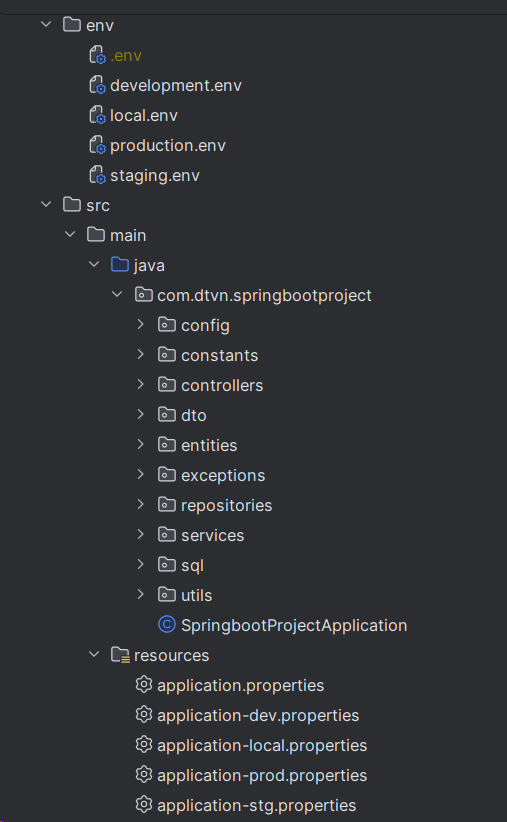 env
.env
development.env
local.env
production.env
staging.env
src
main
java
com.dtvn.springbootproject
config
constants
controllers
dto
entities
exceptions
repositories
services
sql
utils
SpringbootProjectApplication
resources
application.properties
application-dev.properties
application-local.properties
application-prod.properties
application-stg.properties